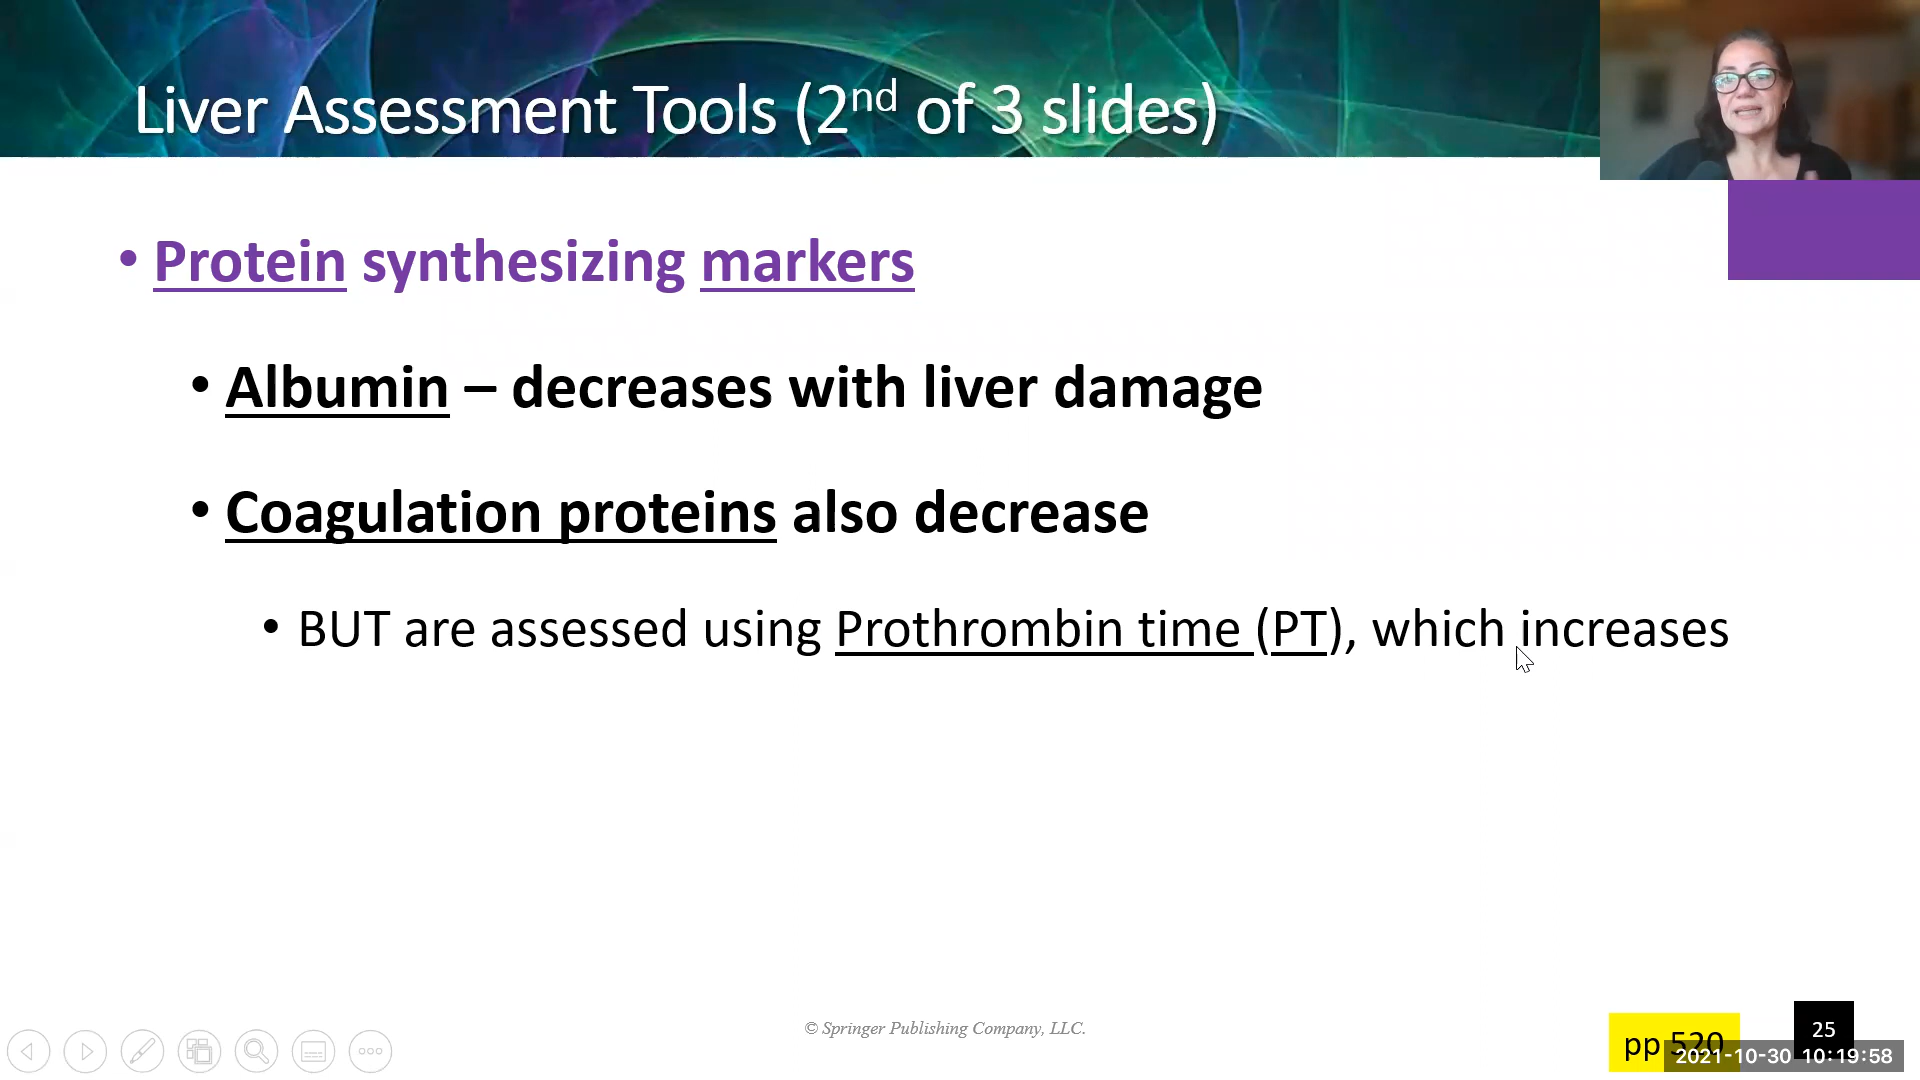 Liver Assessment Tools (2nd of 3 slides)
• Protein synthesizing markers
• Albumin – decreases with liver damage
• Coagulation proteins also decrease
• BUT are assessed using Prothrombin time (PT), which increases
© Springer Publishing Company, LLC.
pp 520
25
2021-10-30 10:19:58